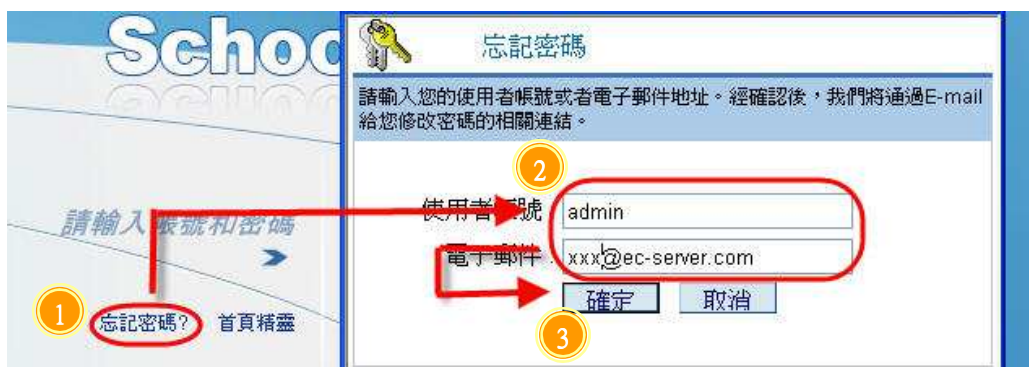 Schoo
忘記密碼
請輸入您的使用者帳號或者電子郵件地址。經確認後，我們將通過E-mail
給您修改密碼的相關連結。
2
請輸入帳號和密碼
使用者帳號 : admin
電子郵件 : xxx@ec-server.com
確定 取消
1
忘記密碼? 首頁精靈
3